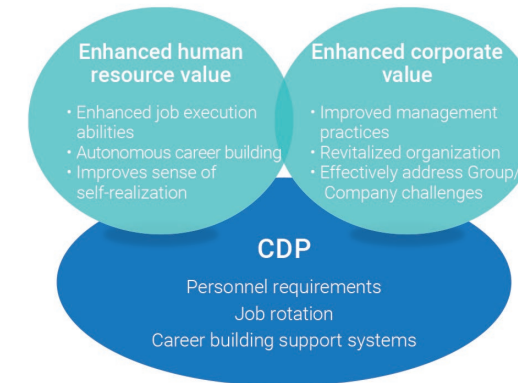 Enhanced human
resource value
• Enhanced job execution
abilities
• Autonomous career building
• Improves sense of
self-realization
Enhanced corporate
value
• Improved management
practices
• Revitalized organization
• Effectively address Group/
Company challenges
CDP
Personnel requirements
Job rotation
Career building support systems